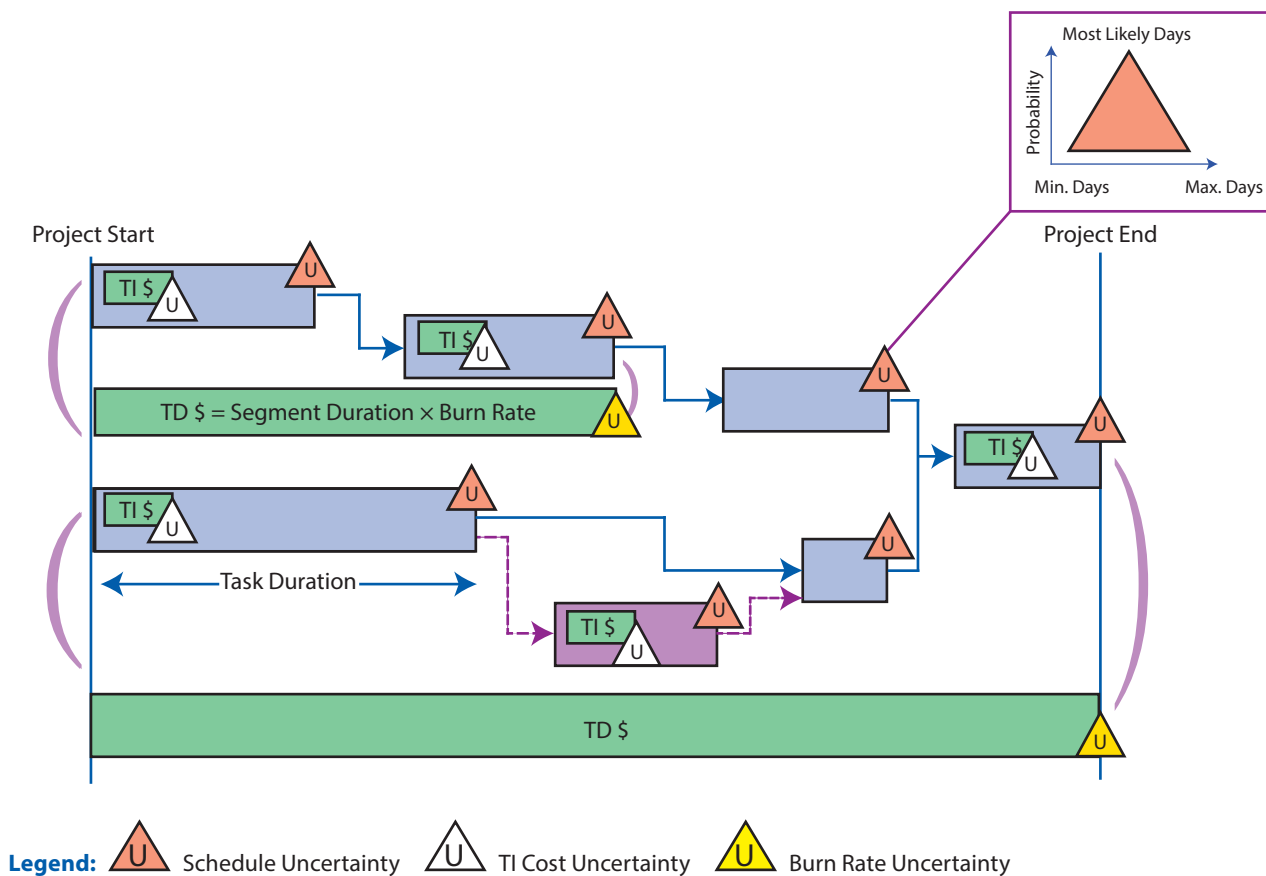 Most Likely Days
Probability
Min. Days
Max. Days
Project Start
Project End
U
TI $
U
U
TI $
U
U
TD $ = Segment Duration × Burn Rate
U
U
TI $
U
U
TI $
U
U
Task Duration
U
TI $
U
TD $
U
Legend:
U Schedule Uncertainty
U TI Cost Uncertainty
U Burn Rate Uncertainty